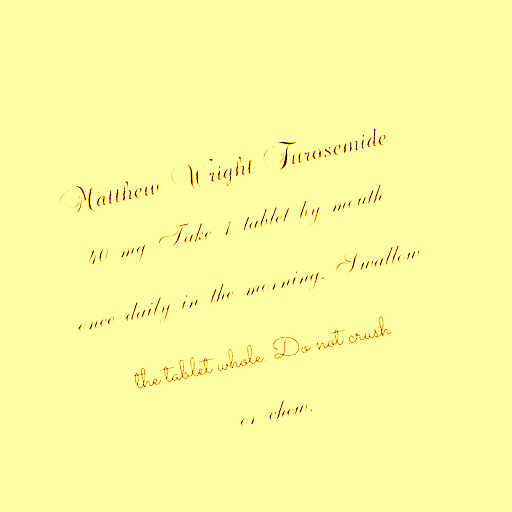 Matthew Wright Furosemide
40 mg Take 1 tablet by mouth
once daily in the morning. Swallow
the tablet whole. Do not crush
or chew.